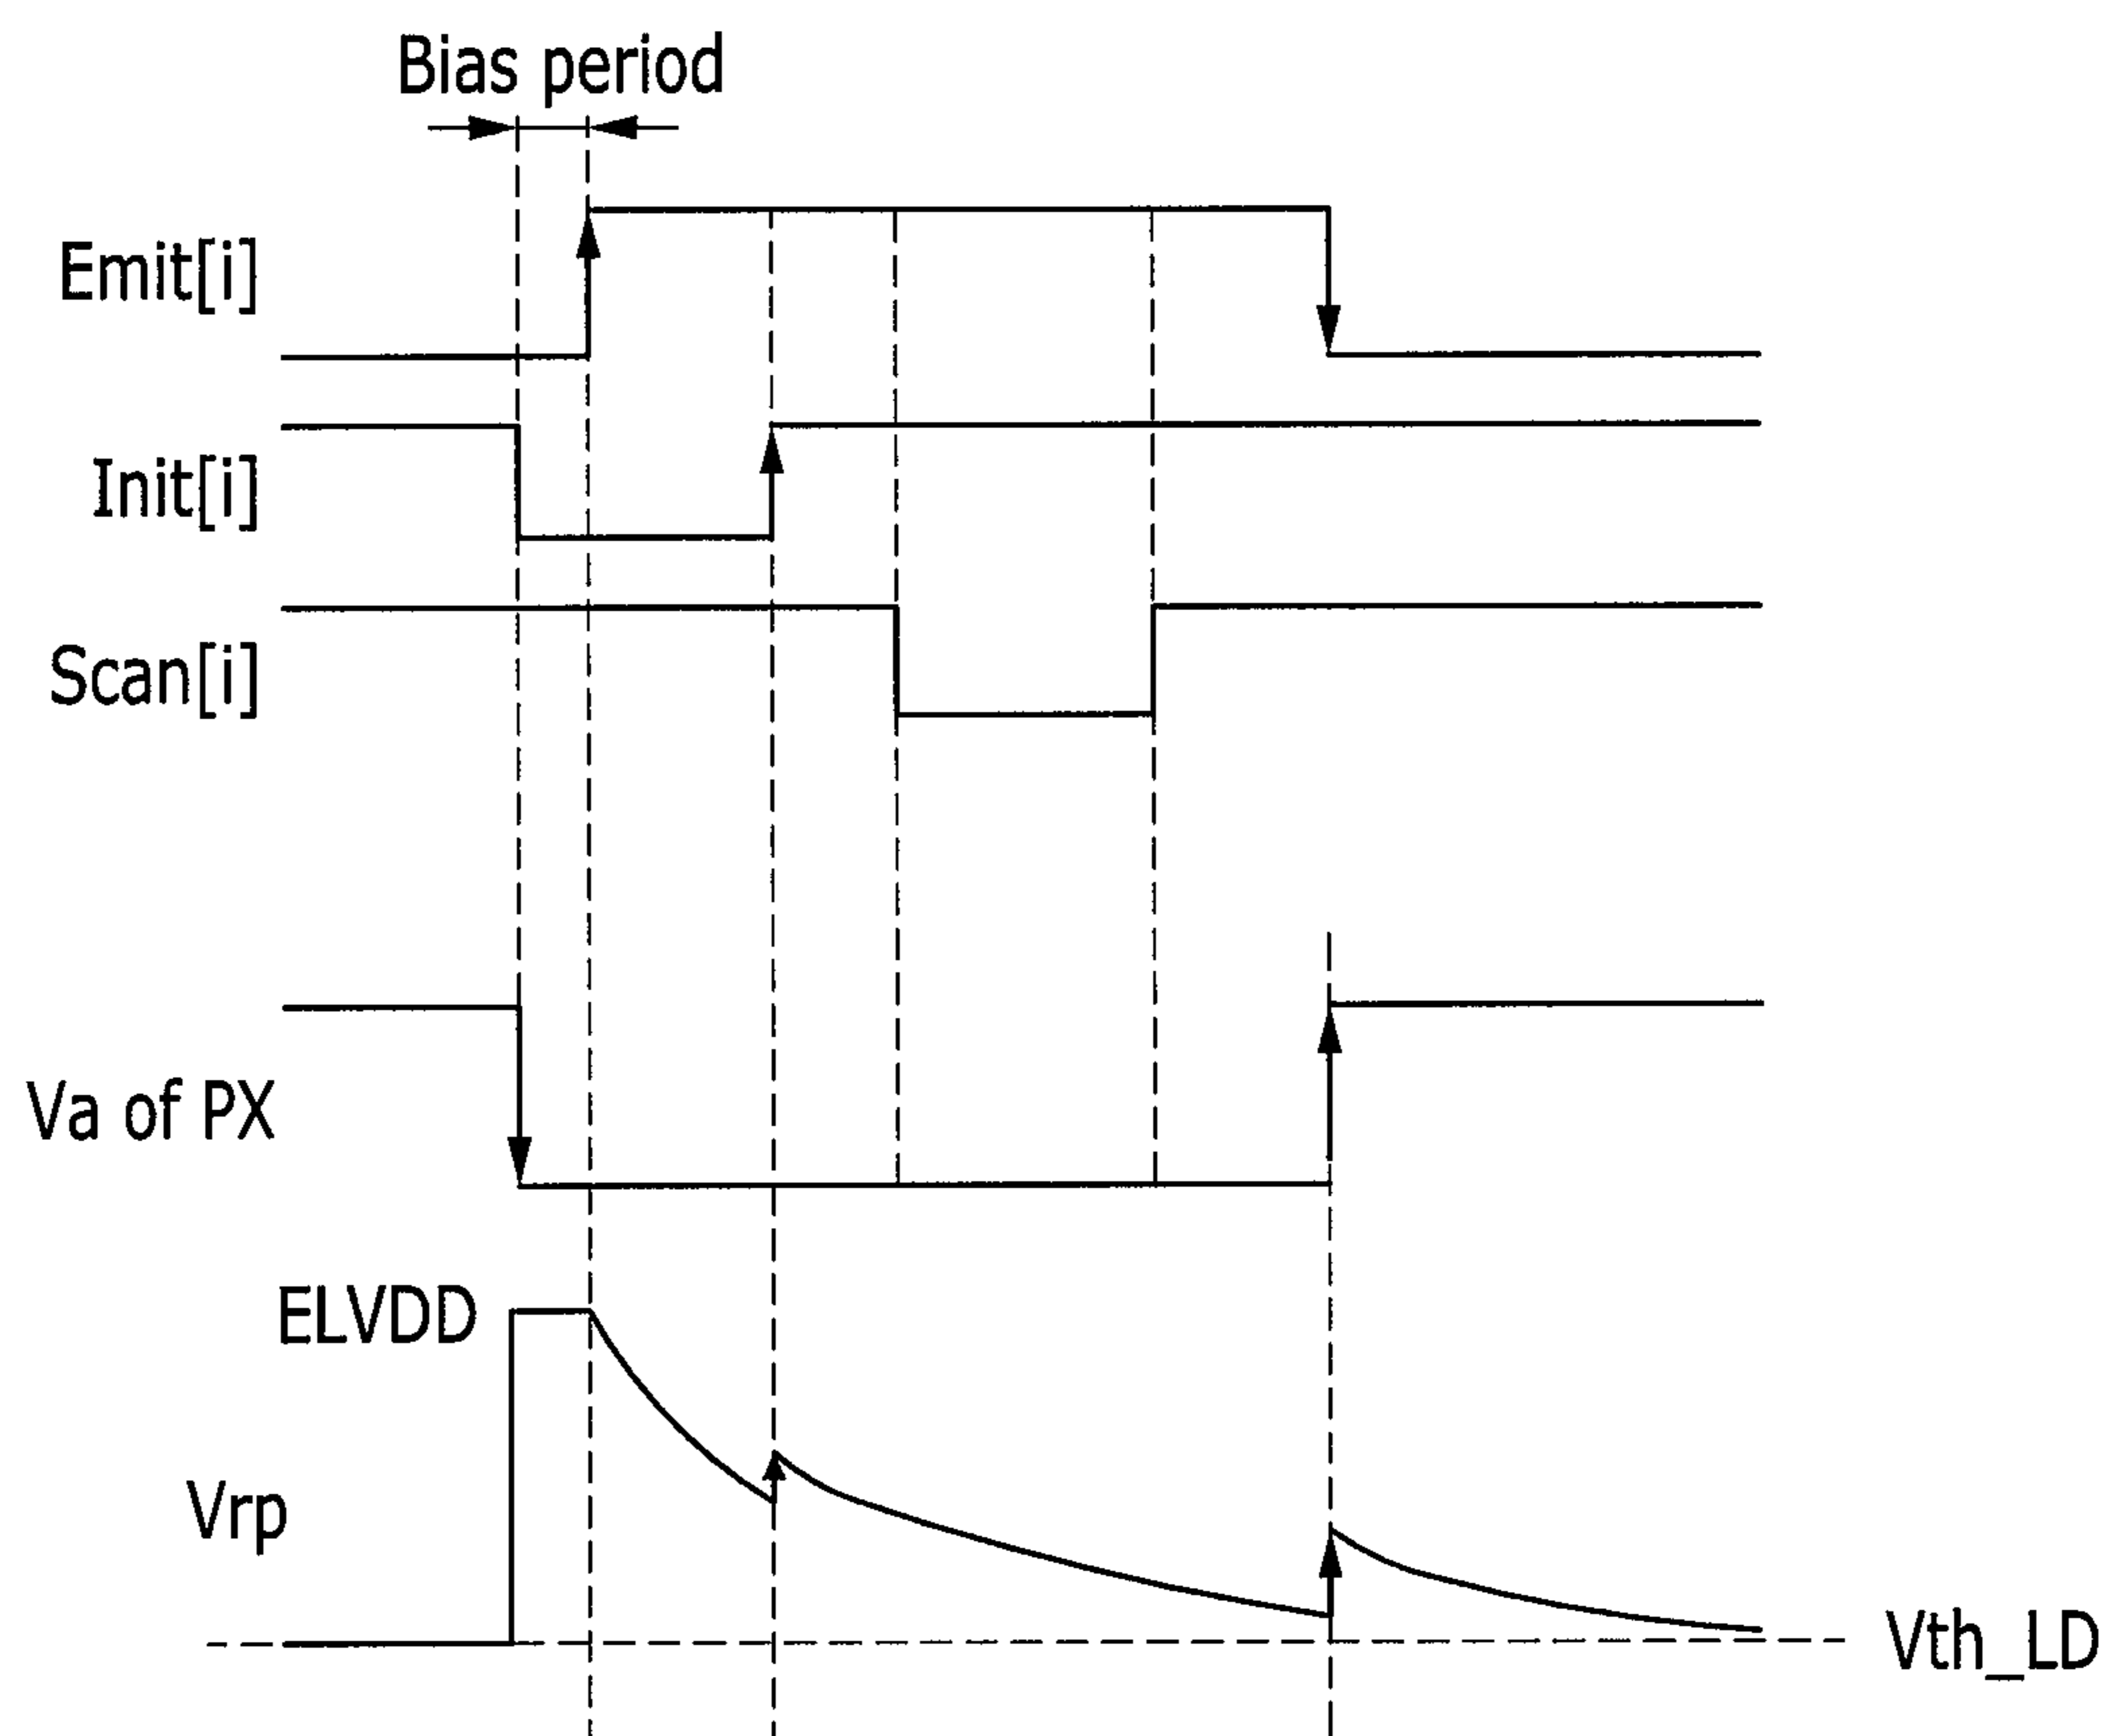 Bias period
Emit[i]
Init[i]
Scan[i]
Va of PX
ELVDD
Vrp
Vth_LD